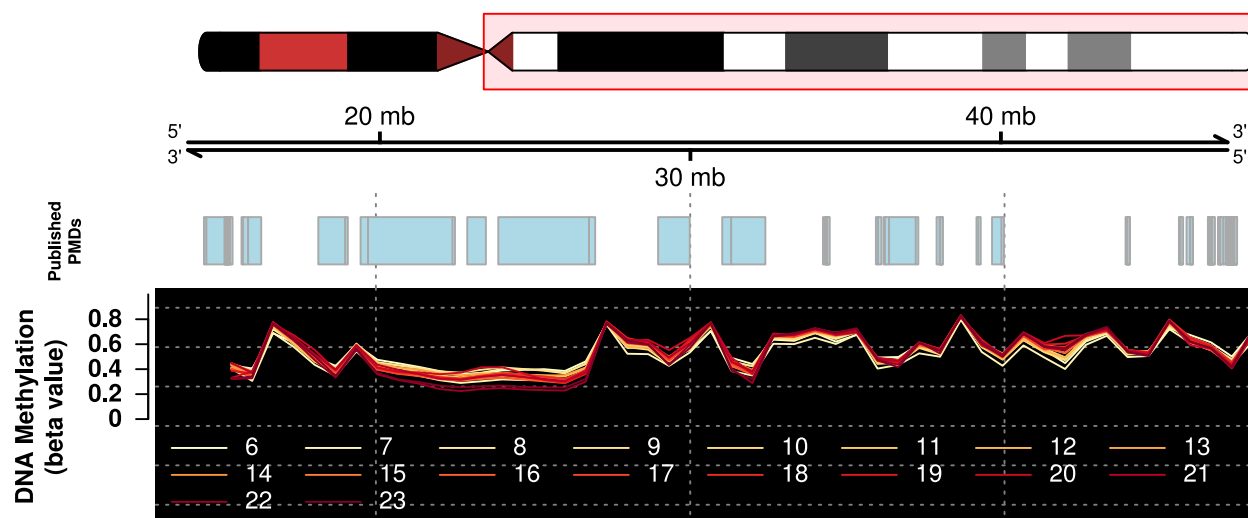 20 mb
40 mb
5'
3'
3'
5'
30 mb
Published
PMDs
DNA Methylation
(beta value)
0.8
0.6
0.4
0.2
0
6 7 8 9 10 11 12 13
14 15 16 17 18 19 20 21
22 23